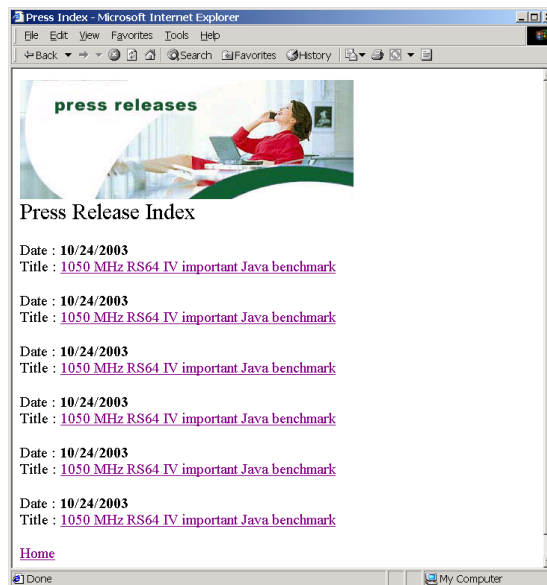 Press Index - Microsoft Internet Explorer
File Edit View Favorites Tools Help
Back Search Favorites History
press releases
Press Release Index
Date : 10/24/2003
Title : 1050 MHz RS64 IV important Java benchmark
Date : 10/24/2003
Title : 1050 MHz RS64 IV important Java benchmark
Date : 10/24/2003
Title : 1050 MHz RS64 IV important Java benchmark
Date : 10/24/2003
Title : 1050 MHz RS64 IV important Java benchmark
Date : 10/24/2003
Title : 1050 MHz RS64 IV important Java benchmark
Date : 10/24/2003
Title : 1050 MHz RS64 IV important Java benchmark
Home
Done My Computer